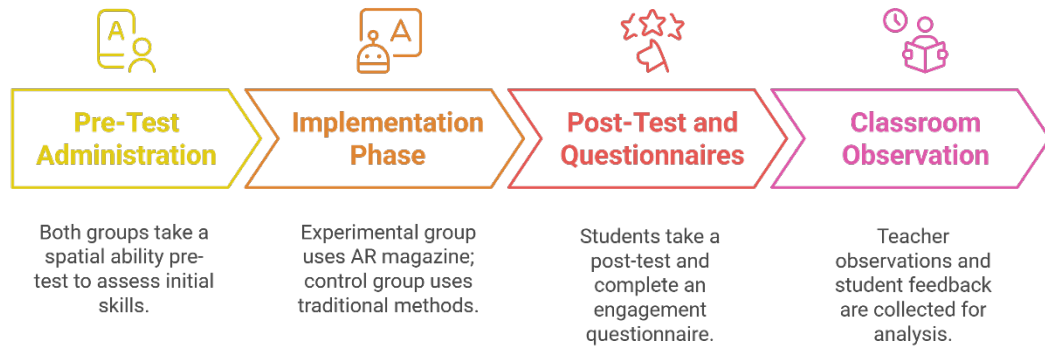 A
A
Pre-Test
Administration
Implementation
Phase
Post-Test and
Questionnaires
Classroom
Observation
Both groups take a
spatial ability pre-
test to assess initial
skills.
Experimental group
uses AR magazine;
control group uses
traditional methods.
Students take a
post-test and
complete an
engagement
questionnaire.
Teacher
observations and
student feedback
are collected for
analysis.